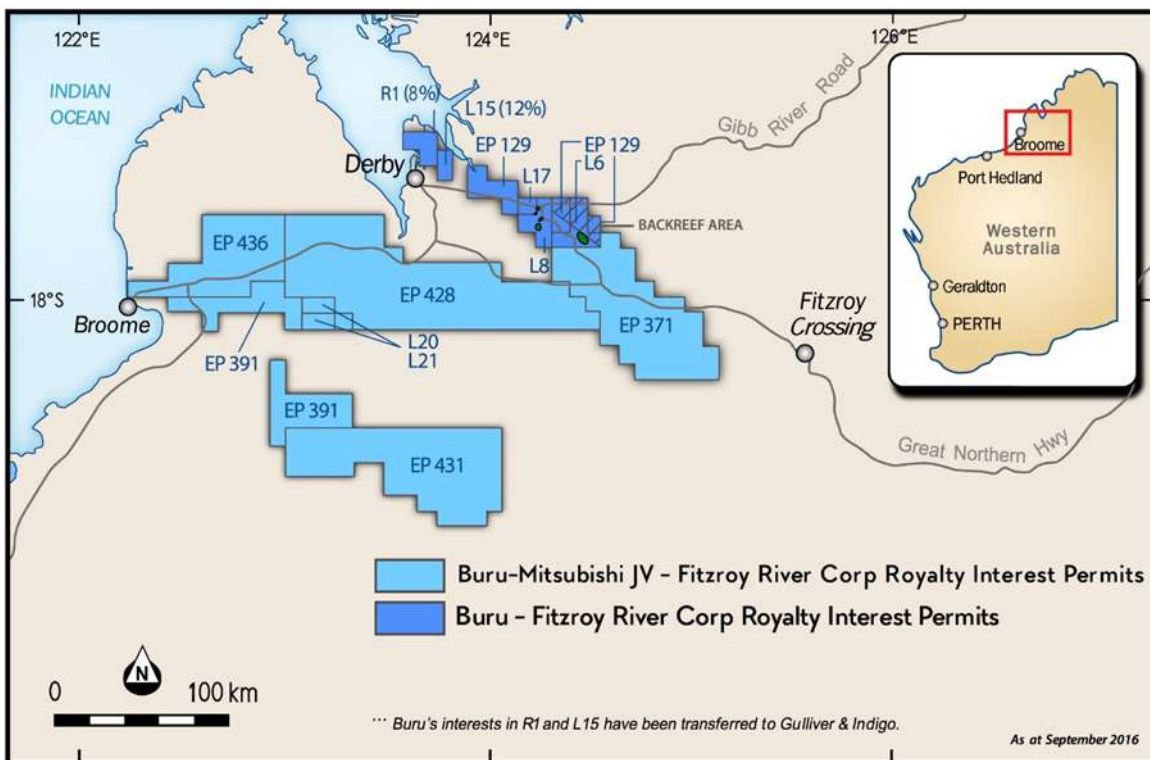 122°E
124°E
126°E
INDIAN
OCEAN
R1 (8%)
L15 (12%)
EP 129
EP 129
L17
L6
Gibb River Road
Derby
BACKREEF AREA
L8
EP 436
EP 428
EP 371
18°S
Broome
EP 391
L20
L21
Fitzroy
Crossing
EP 391
EP 431
Great Northern Hwy
Broome
Port Hedland
Western
Australia
Geraldton
PERTH
Buru-Mitsubishi JV - Fitzroy River Corp Royalty Interest Permits
Buru - Fitzroy River Corp Royalty Interest Permits
N
0
100 km
... Buru's interests in R1 and L15 have been transferred to Gulliver & Indigo.
As at September 2016